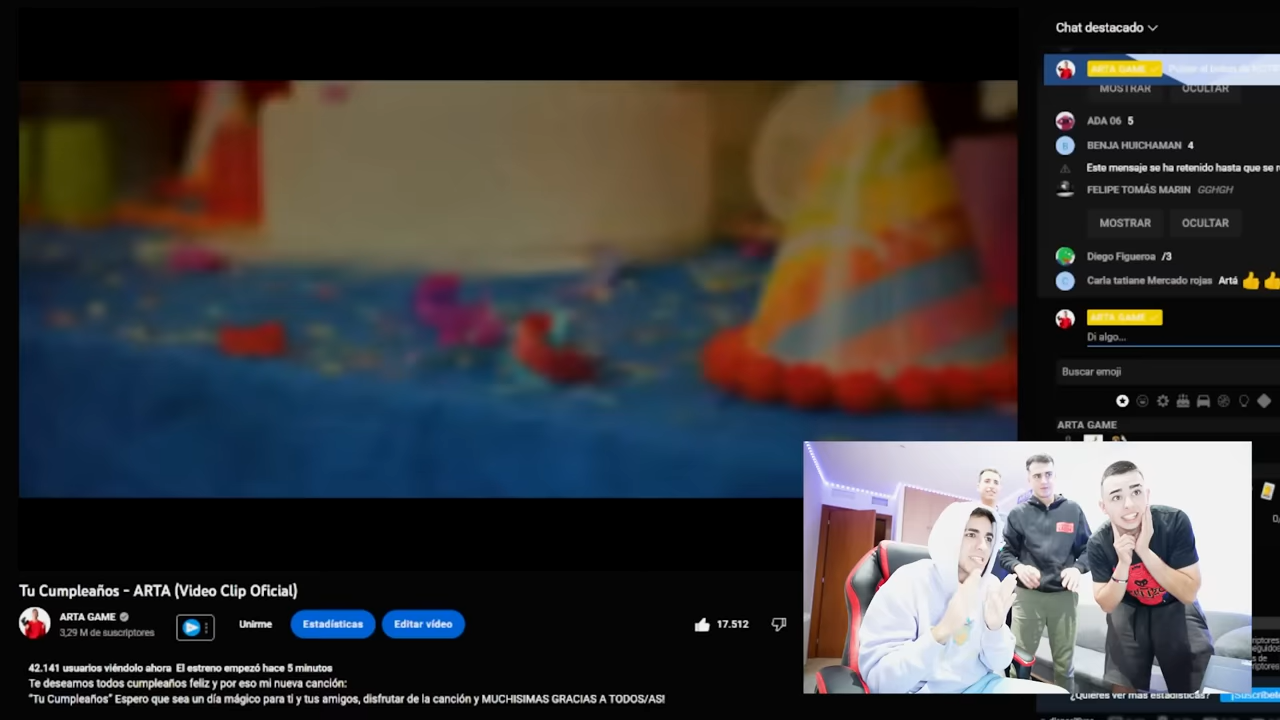 Chat destacado
ARTA GAME
MOSTRAR OCULTAR
ADA 06 5
BENJA HUICHAMAN 4
Este mensaje se ha retenido hasta que se
FELIPE TOMÁS MARIN GGHGH
MOSTRAR OCULTAR
Diego Figueroa /3
Carla tatiane Mercado rojas Artá 👍👍
ARTA GAME
Di algo...
Buscar emoji
ARTA GAME
Tu Cumpleaños - ARTA (Video Clip Oficial)
ARTA GAME
3,29 M de suscriptores
Unirme Estadísticas Editar vídeo 17.512
42.141 usuarios viéndolo ahora El estreno empezó hace 5 minutos
Te deseamos todos cumpleaños feliz y por eso mi nueva canción:
"Tu Cumpleaños" Espero que sea un día mágico para ti y tus amigos, disfrutar de la canción y MUCHISIMAS GRACIAS A TODOS/AS!
¿Quieres ver más estadísticas?